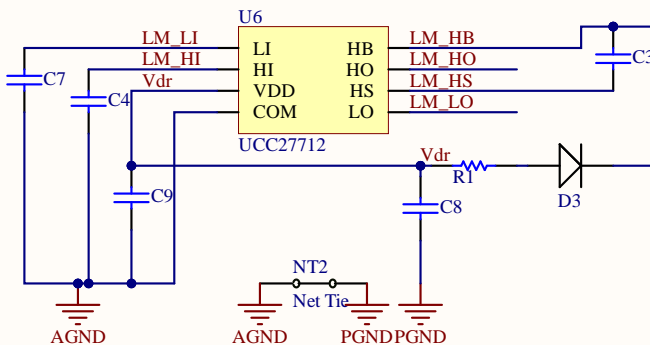 U6
LM_LI LI HB LM_HB
LM_HI HI HO LM_HO
Vdr VDD HS LM_HS
COM LO LM_LO
UCC27712
C7
C4
C3
Vdr
R1
D3
C9
C8
NT2
Net Tie
AGND
AGND
PGND
PGND